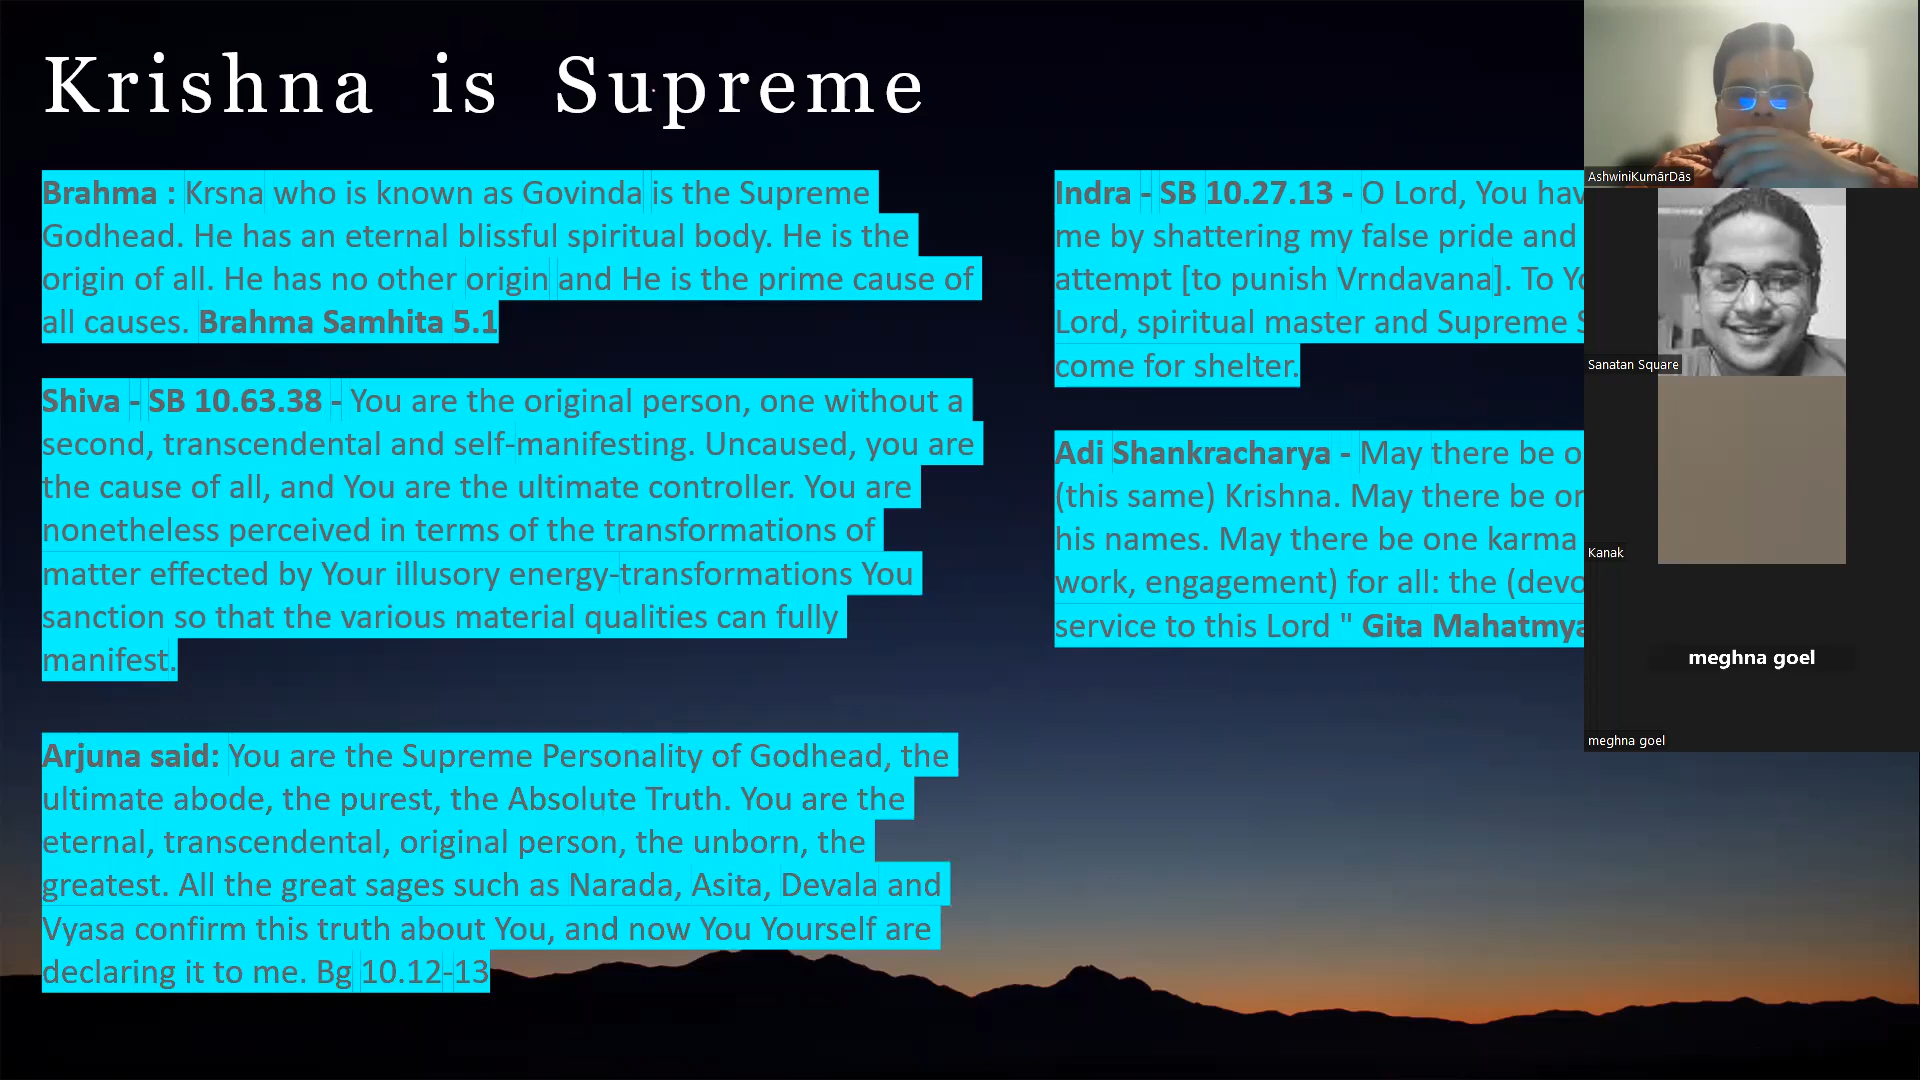 Krishna is Supreme
Brahma : Krsna who is known as Govinda is the Supreme
Godhead. He has an eternal blissful spiritual body. He is the
origin of all. He has no other origin and He is the prime cause of
all causes. Brahma Samhita 5.1
Shiva - SB 10.63.38 - You are the original person, one without a
second, transcendental and self-manifesting. Uncaused, you are
the cause of all, and You are the ultimate controller. You are
nonetheless perceived in terms of the transformations of
matter effected by Your illusory energy-transformations You
sanction so that the various material qualities can fully
manifest.
Arjuna said: You are the Supreme Personality of Godhead, the
ultimate abode, the purest, the Absolute Truth. You are the
eternal, transcendental, original person, the unborn, the
greatest. All the great sages such as Narada, Asita, Devala and
Vyasa confirm this truth about You, and now You Yourself are
declaring it to me. Bg 10.12-13
Indra - SB 10.27.13 - O Lord, You
me by shattering my false pride and
attempt [to punish Vrndavana]. To
Lord, spiritual master and Supreme
come for shelter.
Adi Shankracharya - May there be
(this same) Krishna. May there be
his names. May there be one karma
work, engagement) for all: the
service to this Lord " Gita Mahatmya
AshwiniKumārDās
Sanatan Square
Kanak
meghna goel
meghna goel